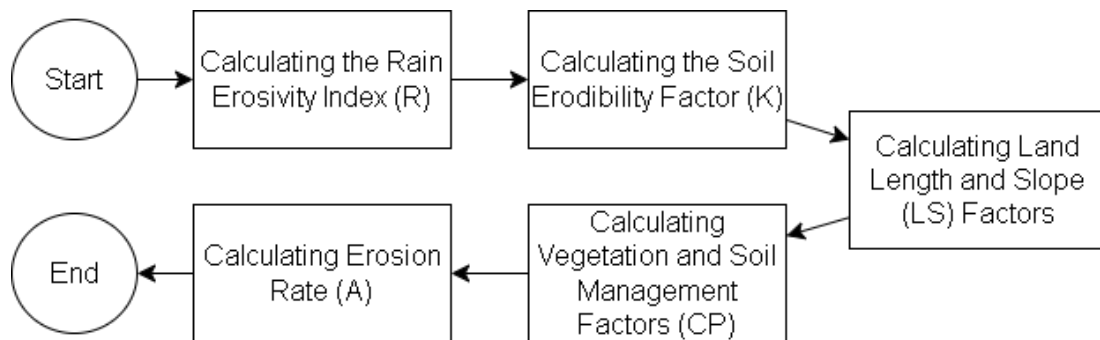 Start
Calculating the Rain
Erosivity Index (R)
Calculating the Soil
Erodibility Factor (K)
Calculating Land
Length and Slope
(LS) Factors
Calculating
Vegetation and Soil
Management
Factors (CP)
Calculating Erosion
Rate (A)
End